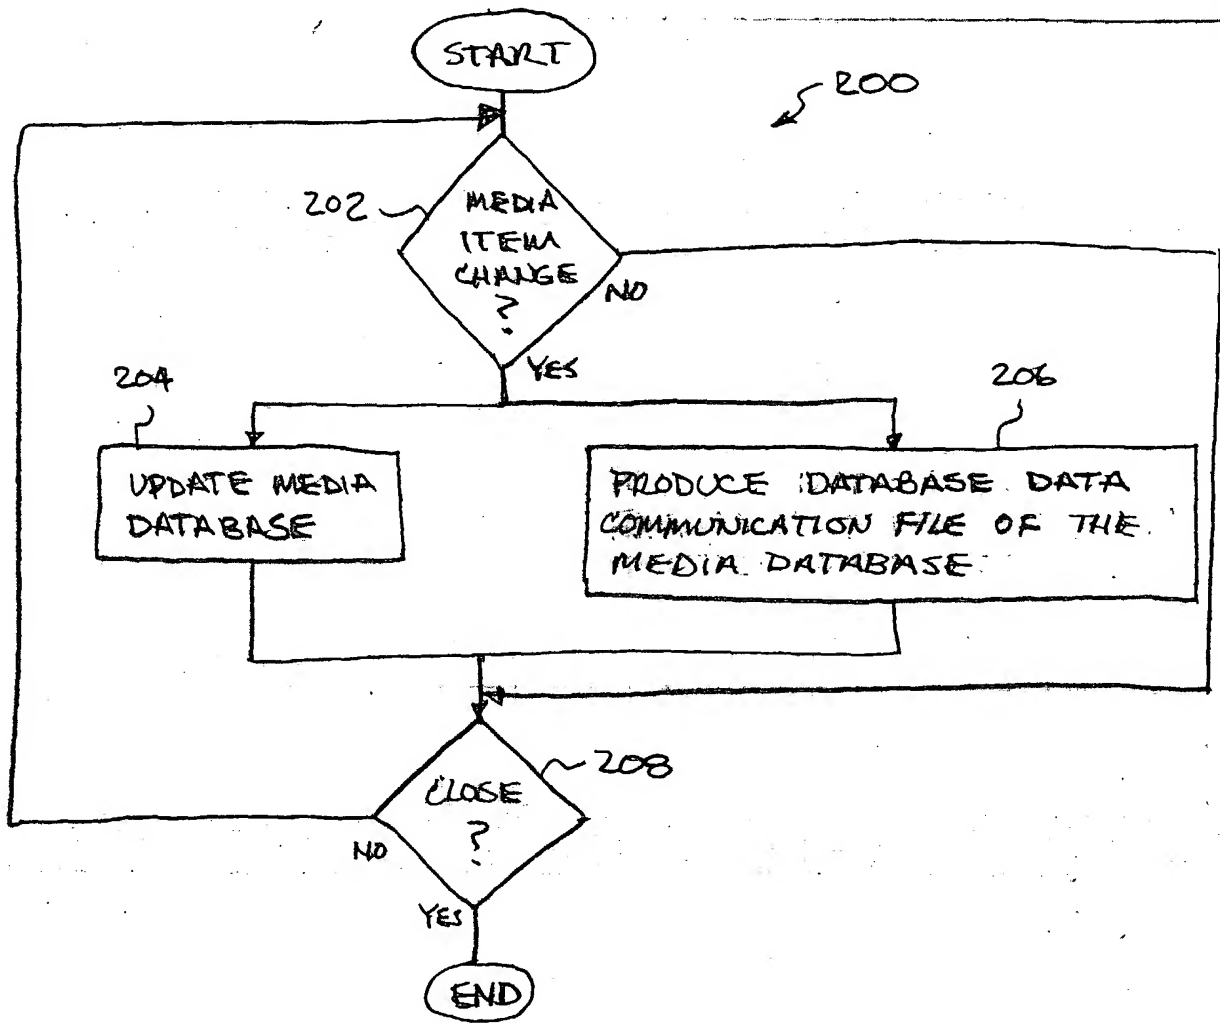 START
200
202
MEDIA
ITEM
CHANGE
?
NO
YES
204
206
UPDATE MEDIA
DATABASE
PRODUCE DATABASE DATA
COMMUNICATION FILE OF THE
MEDIA DATABASE
208
CLOSE
?
NO
YES
END